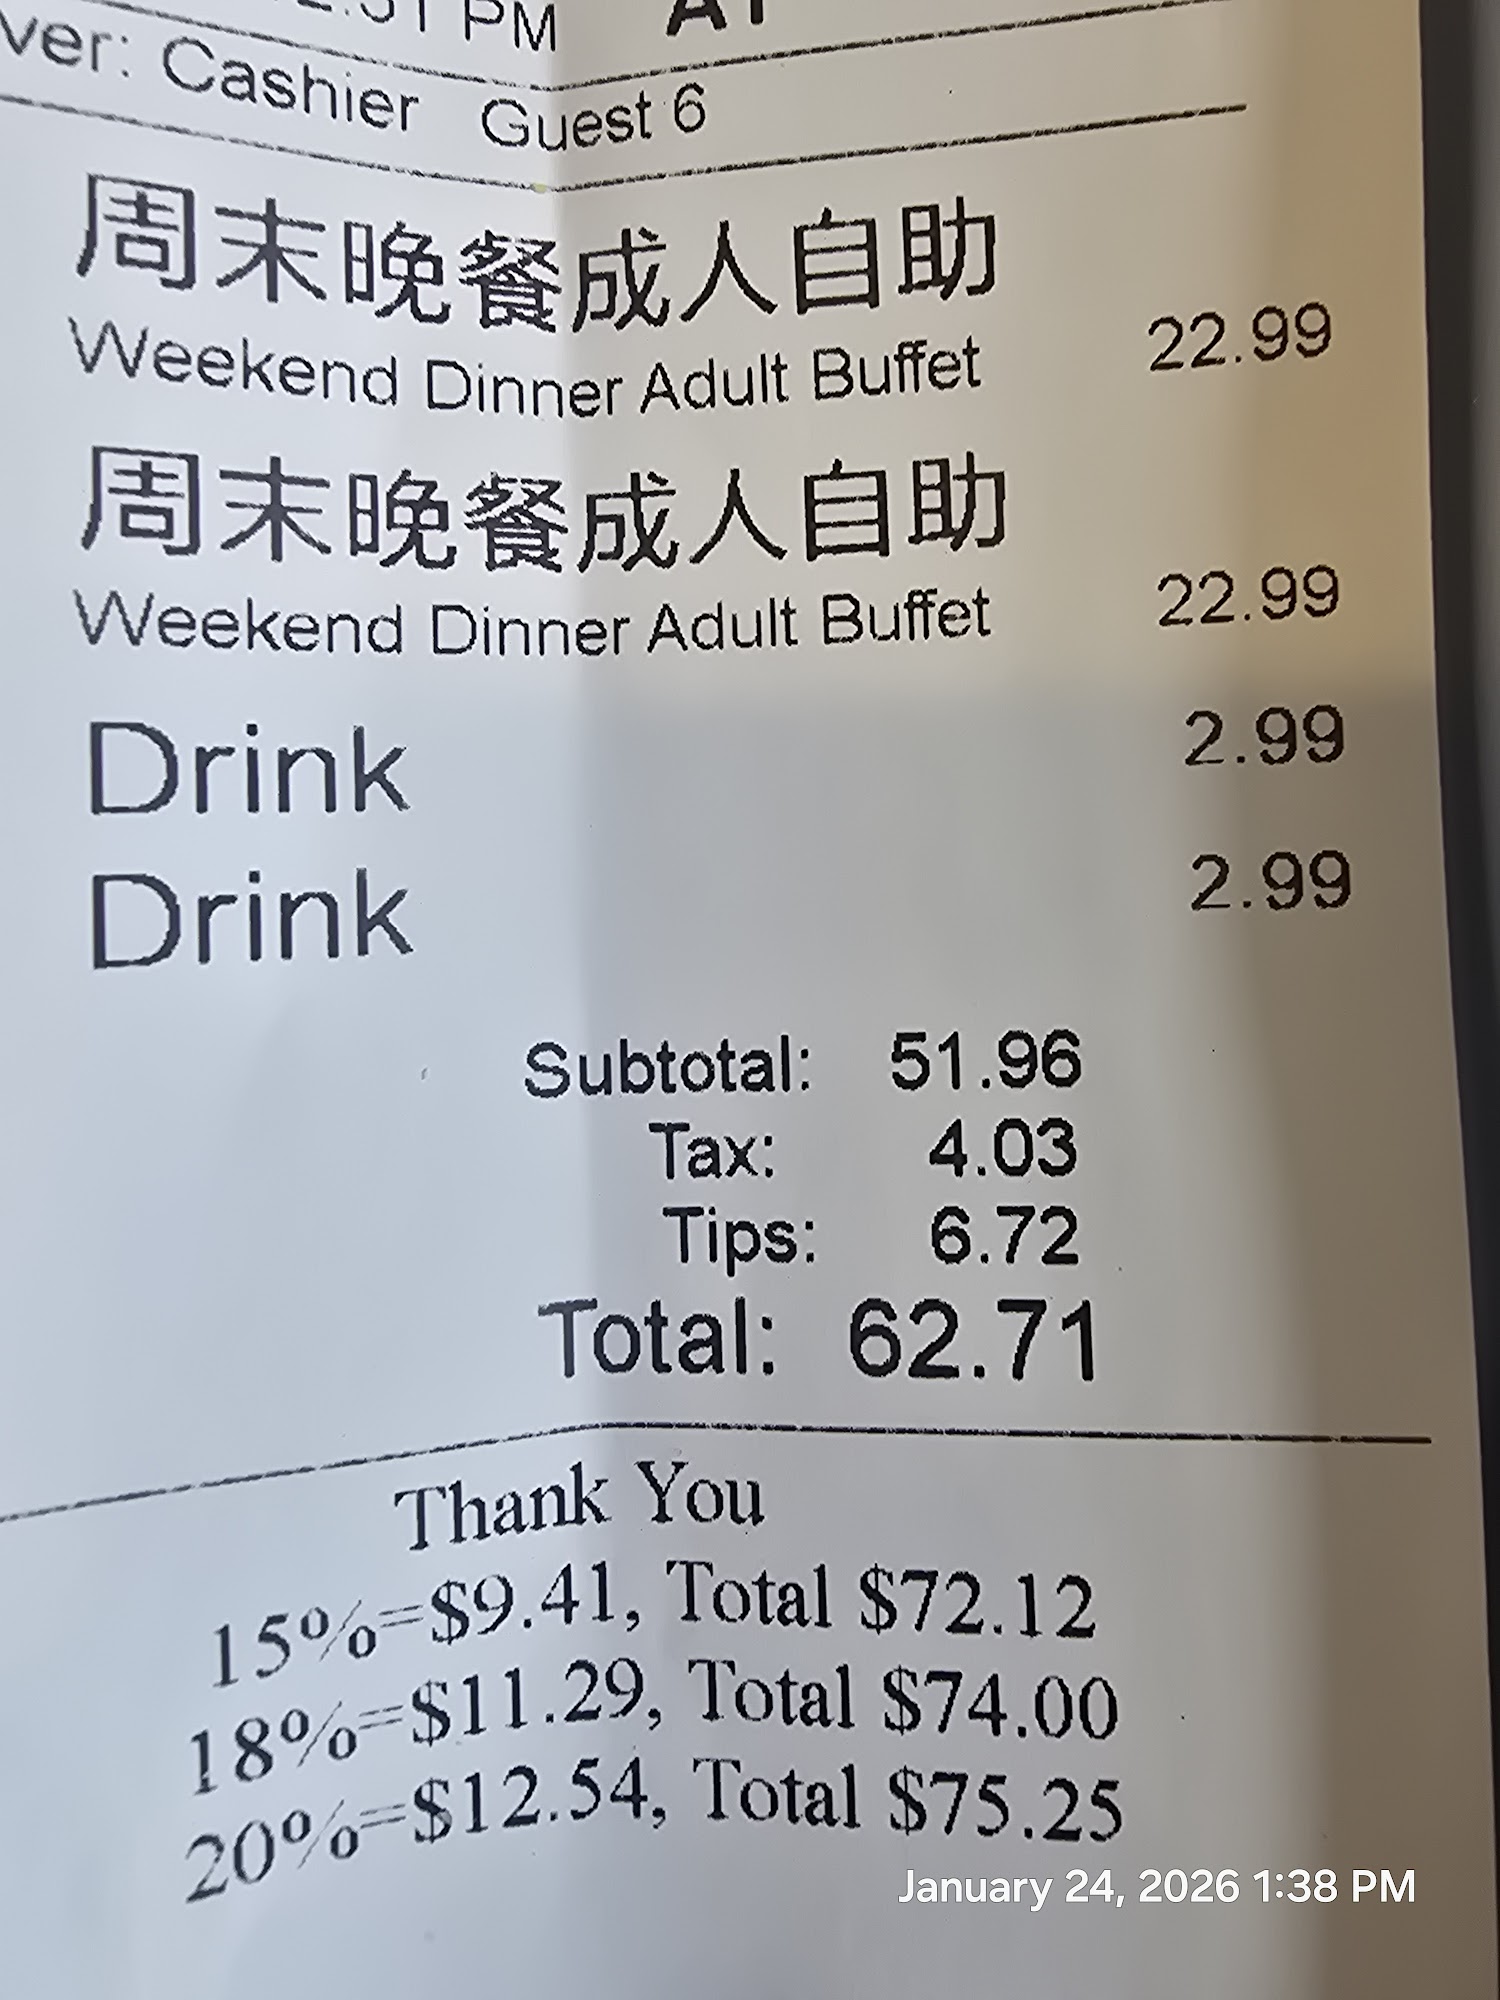 PM
Cashier Guest 6
周末晚餐成人自助
Weekend Dinner Adult Buffet 22.99
周末晚餐成人自助
Weekend Dinner Adult Buffet 22.99
Drink 2.99
Drink 2.99
Subtotal: 51.96
Tax: 4.03
Tips: 6.72
Total: 62.71
Thank You
15%=$9.41, Total $72.12
18%=$11.29, Total $74.00
20%=$12.54, Total $75.25
January 24, 2026 1:38 PM